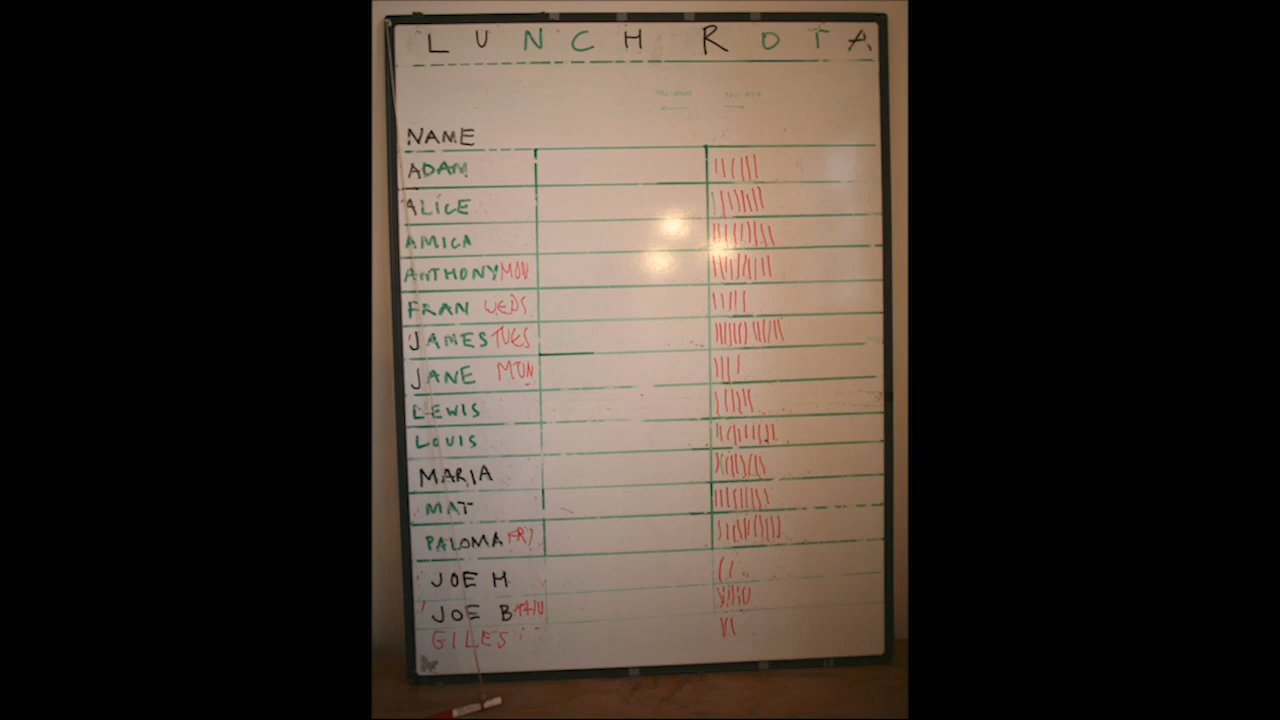 LUNCH ROTA
NAME
ADAM
ALICE
AMICA
ANTHONY MON
FRAN WEDS
JAMES TUES
JANE MON
LEWIS
LOUIS
MARIA
MAT
PALOMA FRI
JOE H
JOE B
GILES